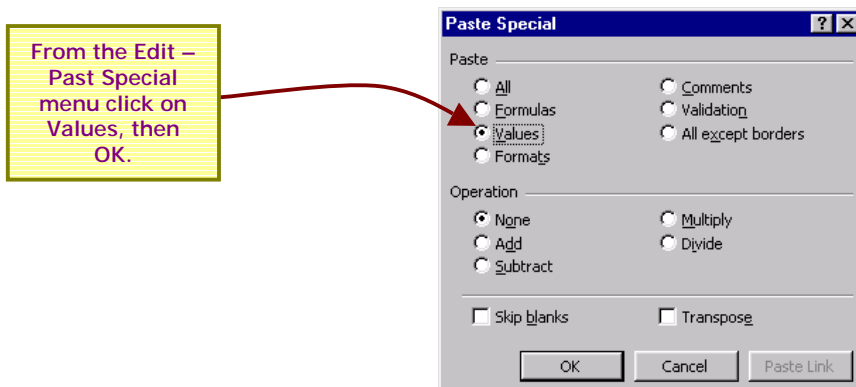 From the Edit –
Past Special
menu click on
Values, then
OK.
Paste Special
Paste
All
Comments
Formulas
Validation
Values
All except borders
Formats
Operation
None
Multiply
Add
Divide
Subtract
Skip blanks
Transpose
OK
Cancel
Paste Link